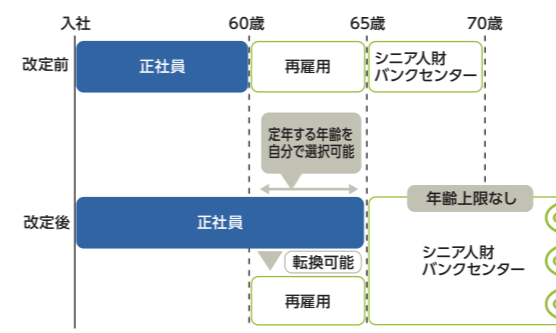 入社 60歳 65歳 70歳
改定前
正社員
再雇用
シニア人財
バンクセンター
定年する年齢を
自分で選択可能
年齢上限なし
改定後
正社員
転換可能
再雇用
シニア人財
バンクセンター